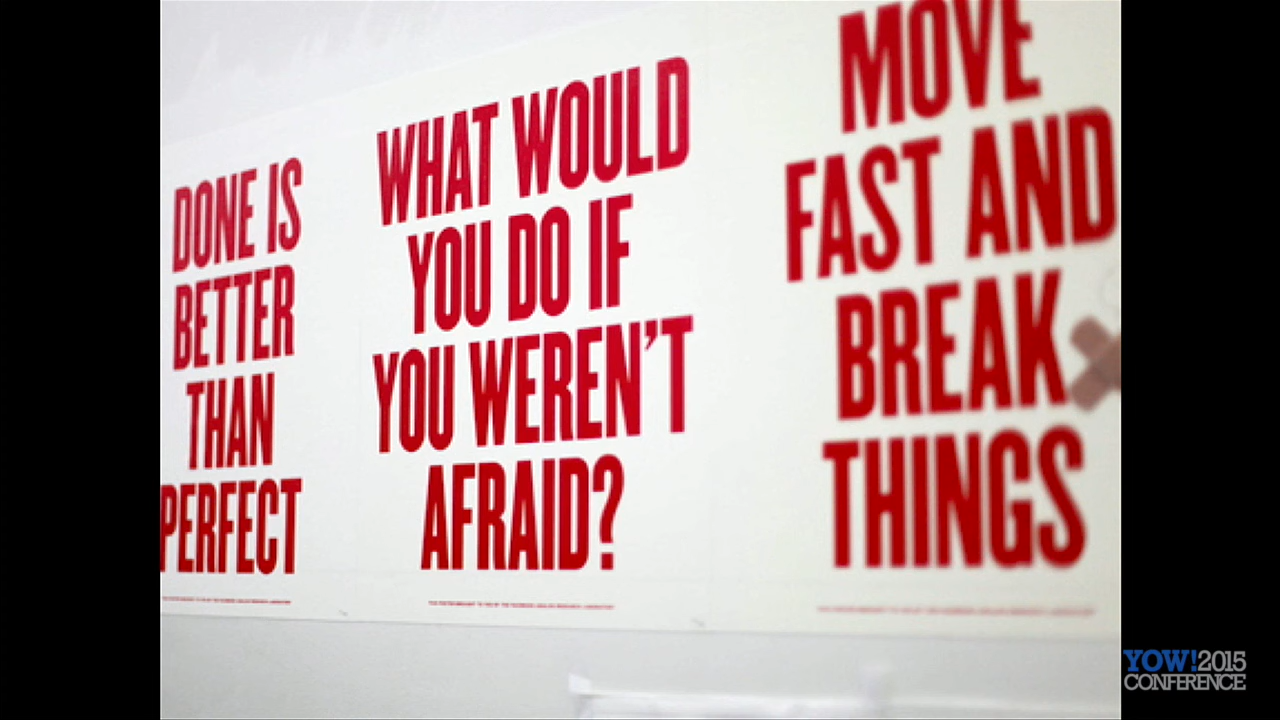 DONE IS
BETTER
THAN
PERFECT
WHAT WOULD
YOU DO IF
YOU WEREN'T
AFRAID?
MOVE
FAST AND
BREAK
THINGS
YOW! 2015
CONFERENCE